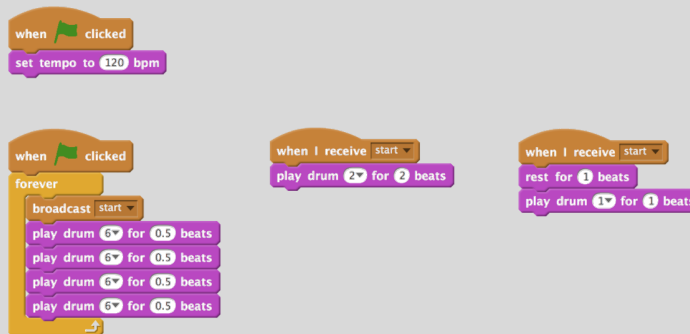 when clicked
set tempo to 120 bpm
when clicked
forever
broadcast start
play drum 6 for 0.5 beats
play drum 6 for 0.5 beats
play drum 6 for 0.5 beats
play drum 6 for 0.5 beats
when I receive start
play drum 2 for 2 beats
when I receive start
rest for 1 beats
play drum 1 for 1 beats